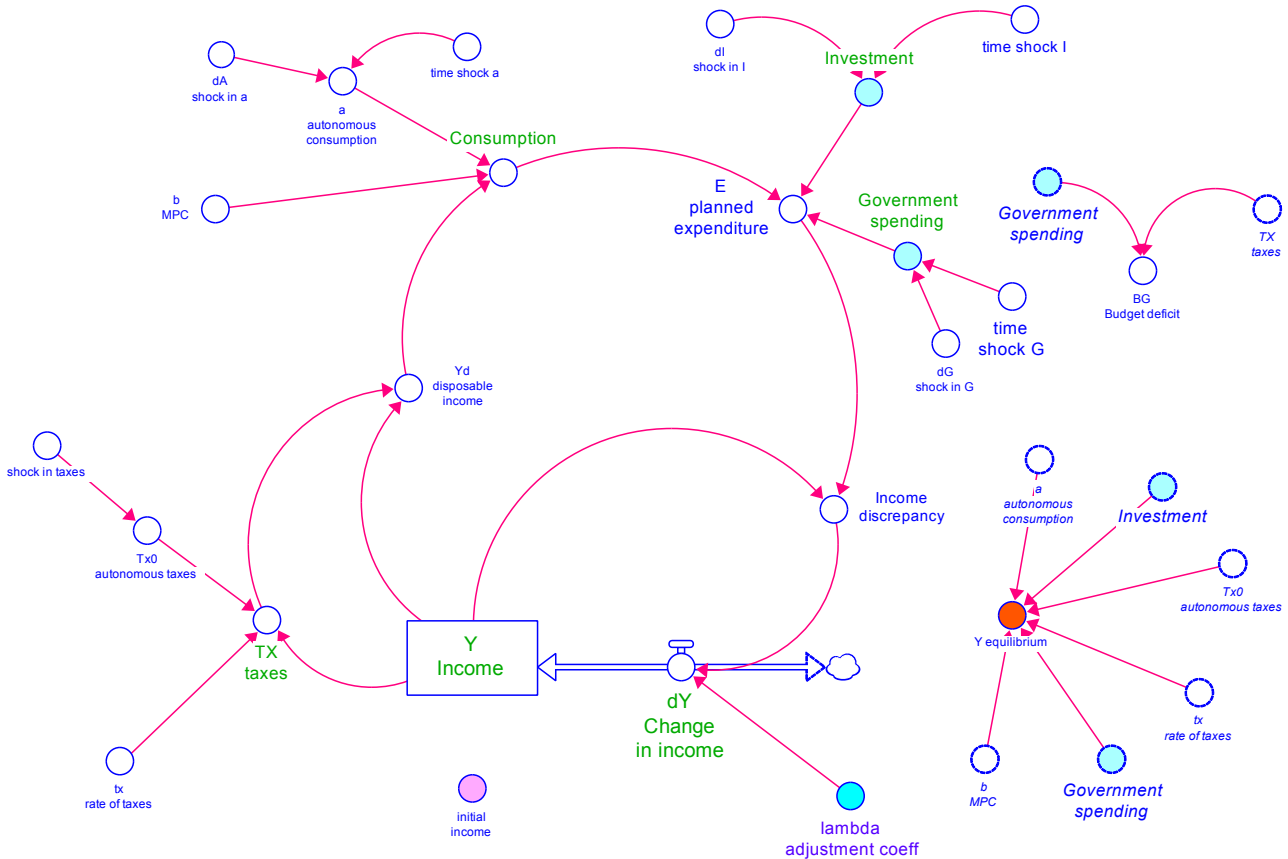 dA
shock in a
time shock a
a
autonomous
consumption
Consumption
b
MPC
dI
shock in I
time shock I
Investment
E
planned
expenditure
Government
spending
time
shock G
dG
shock in G
Government
spending
TX
taxes
BG
Budget deficit
Yd
disposable
income
shock in taxes
Tx0
autonomous taxes
TX
taxes
tx
rate of taxes
Y
Income
initial
income
dY
Change
in income
lambda
adjustment coeff
Income
discrepancy
a
autonomous
consumption
Investment
Tx0
autonomous taxes
Y equilibrium
tx
rate of taxes
b
MPC
Government
spending